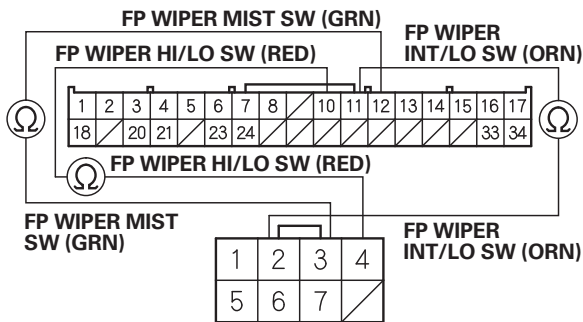 FP WIPER MIST SW (GRN)
FP WIPER HI/LO SW (RED)
FP WIPER
INT/LO SW (ORN)
1 2 3 4 5 6 7 8 10 11 12 13 14 15 16 17
18 20 21 23 24 33 34
Ω Ω
FP WIPER HI/LO SW (RED)
Ω
FP WIPER MIST
SW (GRN)
FP WIPER
INT/LO SW (ORN)
1 2 3 4
5 6 7